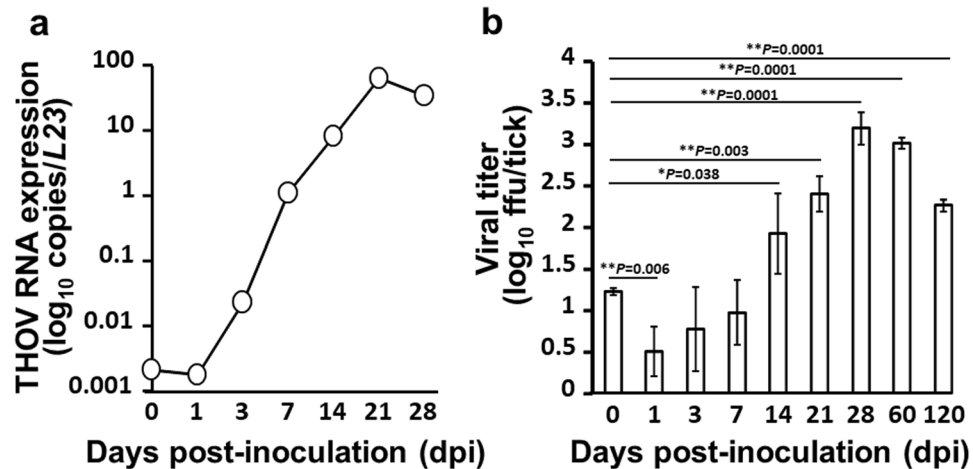 a
THOV RNA expression
(log10 copies/L23)
100
10
1
0.1
0.01
0.001
0 1 3 7 14 21 28
Days post-inoculation (dpi)
b
Viral titer
(log10 ffu/tick)
4
3.5
3
2.5
2
1.5
1
0.5
0
**P=0.0001
**P=0.0001
**P=0.0001
**P=0.003
*P=0.038
**P=0.006
0 1 3 7 14 21 28 60 120
Days post-inoculation (dpi)